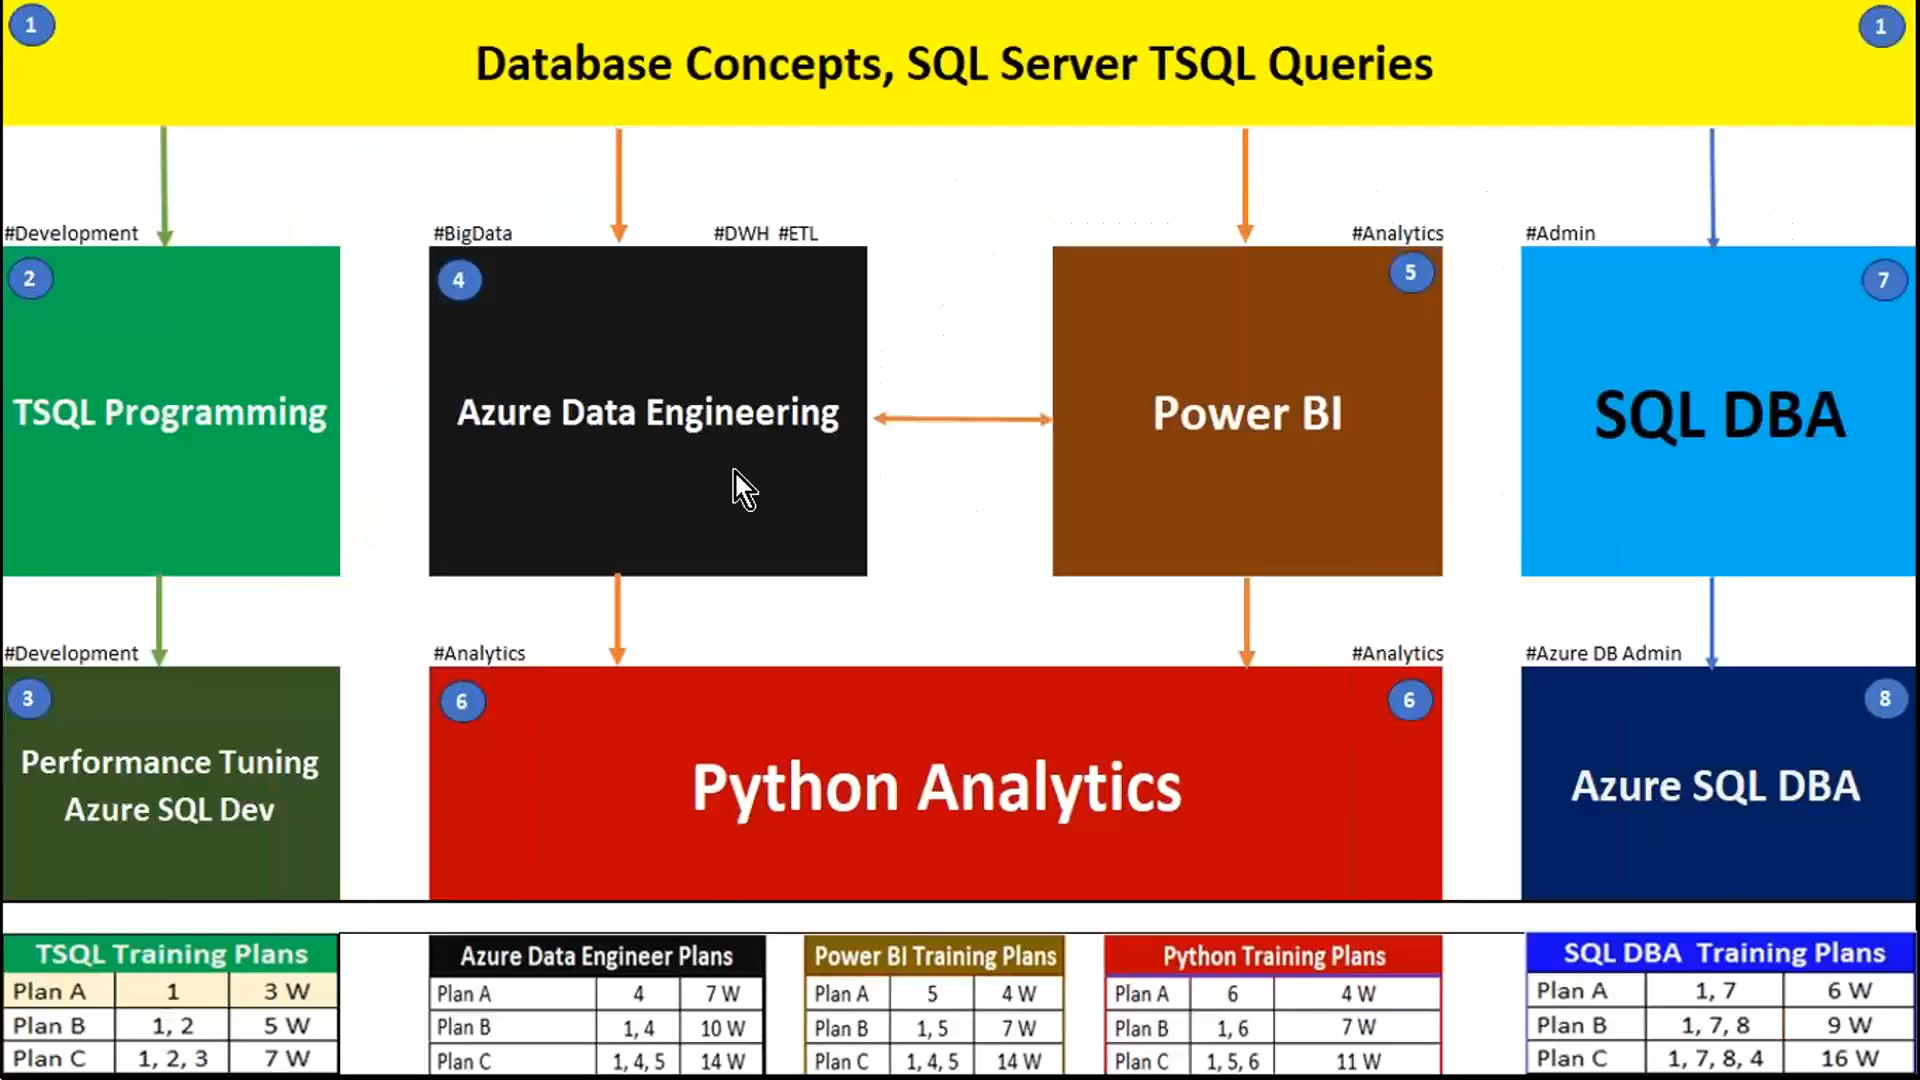 1
1
Database Concepts, SQL Server TSQL Queries
#Development
#BigData
#DWH #ETL
#Analytics
#Admin
2
TSQL Programming
4
Azure Data Engineering
5
Power BI
7
SQL DBA
#Development
#Analytics
#Analytics
#Azure DB Admin
3
Performance Tuning
Azure SQL Dev
6
6
Python Analytics
8
Azure SQL DBA
TSQL Training Plans
Plan A 1 3 W
Plan B 1, 2 5 W
Plan C 1, 2, 3 7 W
Azure Data Engineer Plans
Plan A 4 7 W
Plan B 1, 4 10 W
Plan C 1, 4, 5 14 W
Power BI Training Plans
Plan A 5 4 W
Plan B 1, 5 7 W
Plan C 1, 4, 5 14 W
Python Training Plans
Plan A 6 4 W
Plan B 1, 6 7 W
Plan C 1, 5, 6 11 W
SQL DBA Training Plans
Plan A 1, 7 6 W
Plan B 1, 7, 8 9 W
Plan C 1, 7, 8, 4 16 W